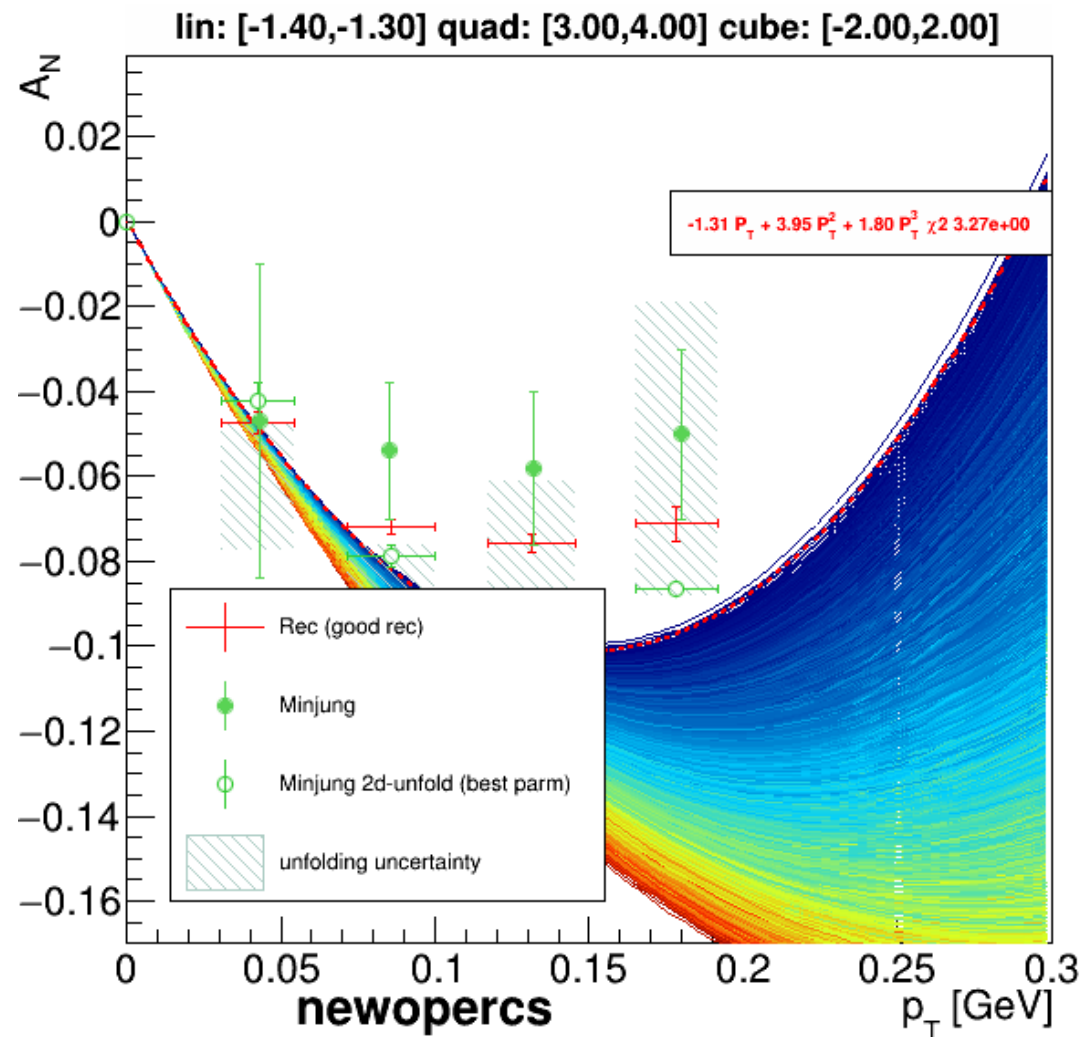 lin: [-1.40,-1.30] quad: [3.00,4.00] cube: [-2.00,2.00]
A_N
0.02
0
−0.02
−0.04
−0.06
−0.08
−0.1
−0.12
−0.14
−0.16
-1.31 P_T + 3.95 P_T^2 + 1.80 P_T^3 χ2 3.27e+00
Rec (good rec)
Minjung
Minjung 2d-unfold (best parm)
unfolding uncertainty
0 0.05 0.1 0.15 0.2 0.25 0.3
newopercs
p_T [GeV]